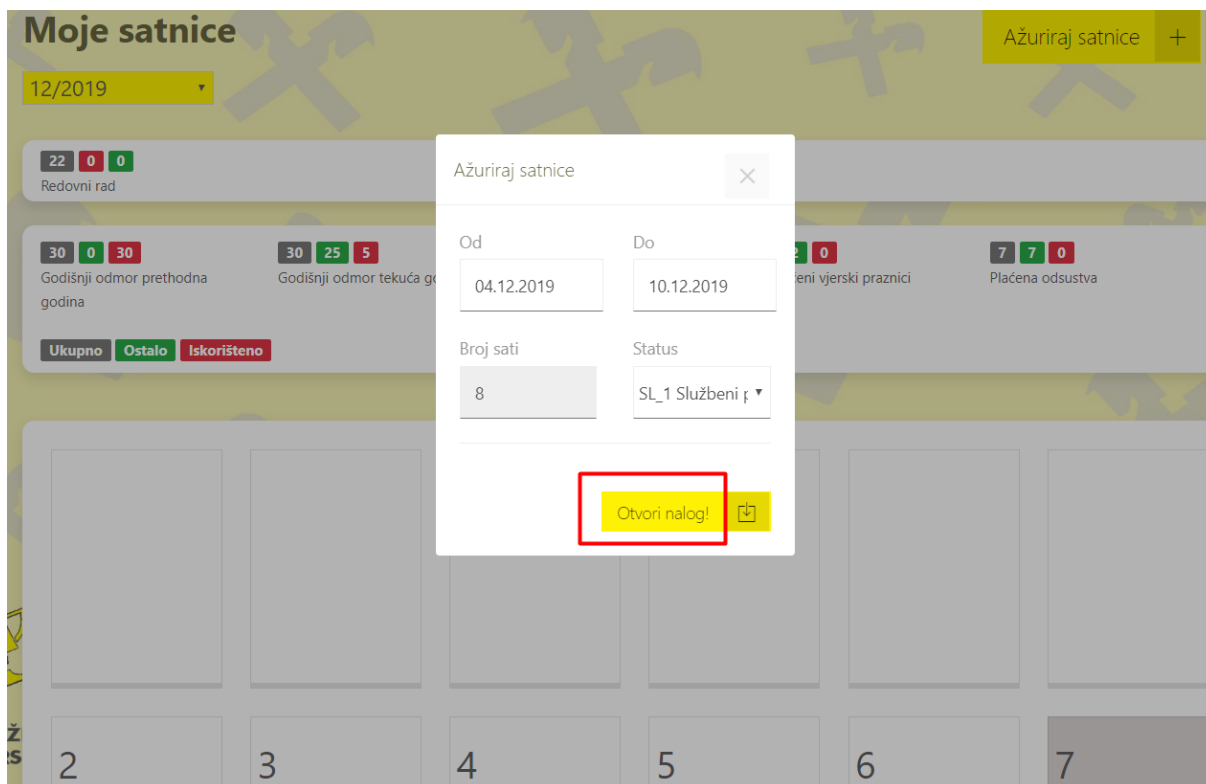 Moje satnice
Ažuriraj satnice +
12/2019
22 0 0
Redovni rad
Ažuriraj satnice
Od Do
04.12.2019 10.12.2019
Broj sati Status
8 SL_1 Službeni
Otvori nalog!
30 0 30
Godišnji odmor prethodna
godina
30 25 5
Godišnji odmor tekuća
0
vjerski praznici
7 7 0
Plaćena odsustva
Ukupno Ostalo Iskorišteno
2 3 4 5 6 7